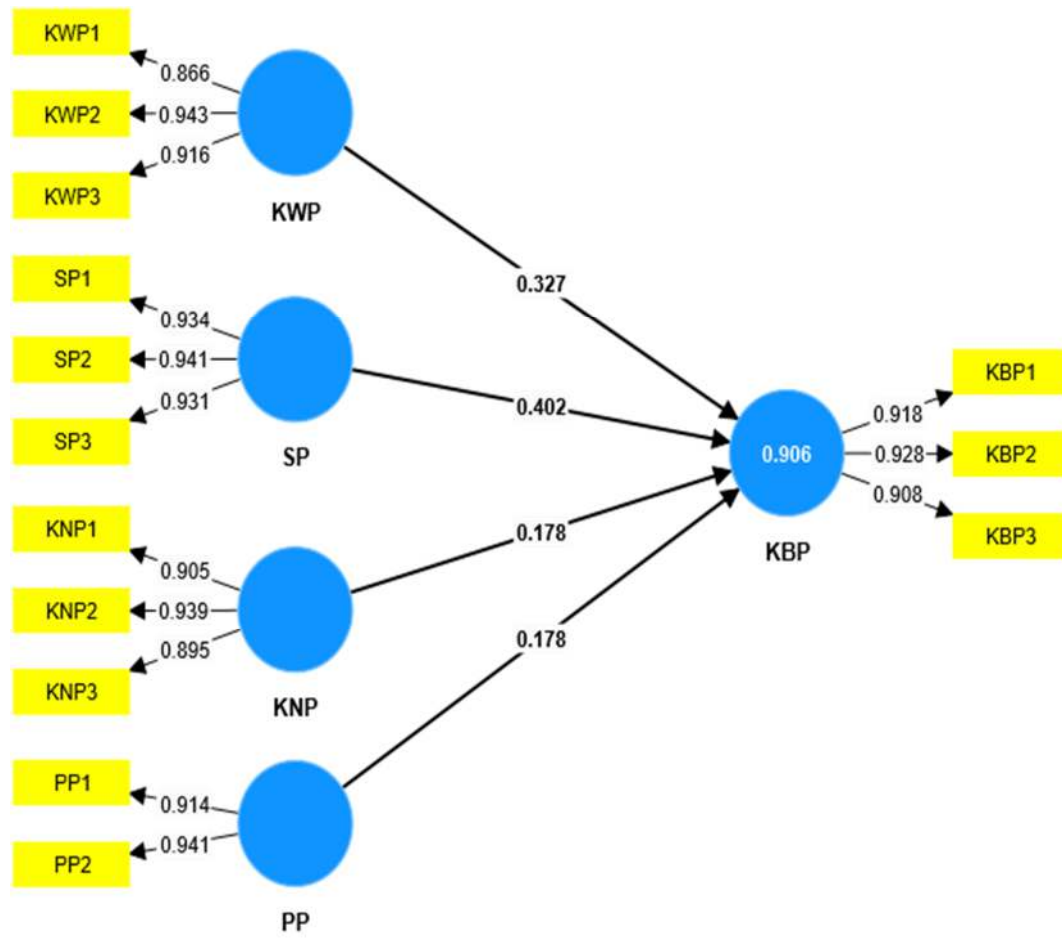 KWP1
0.866
KWP2
0.943
0.916
KWP3
KWP
0.327
SP1
0.934
SP2
0.941
0.931
SP3
SP
0.402
KNP1
0.905
KNP2
0.939
0.895
KNP3
KNP
0.178
PP1
0.914
0.941
PP2
PP
0.178
0.906
KBP
KBP1
0.918
0.928
KBP2
0.908
KBP3